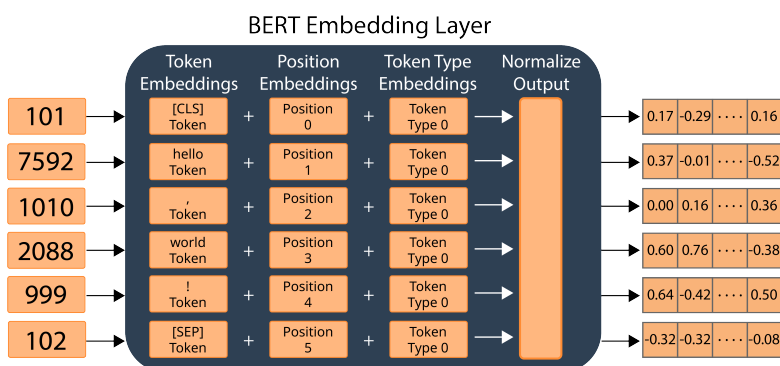 BERT Embedding Layer
Token Embeddings
Position Embeddings
Token Type Embeddings
Normalize Output
101
[CLS] Token
+
Position 0
+
Token Type 0
0.17 -0.29 ···· 0.16
7592
hello Token
+
Position 1
+
Token Type 0
0.37 -0.01 ···· -0.52
1010
, Token
+
Position 2
+
Token Type 0
0.00 0.16 ···· 0.36
2088
world Token
+
Position 3
+
Token Type 0
0.60 0.76 ···· -0.38
999
! Token
+
Position 4
+
Token Type 0
0.64 -0.42 ···· 0.50
102
[SEP] Token
+
Position 5
+
Token Type 0
-0.32 -0.32 ···· -0.08